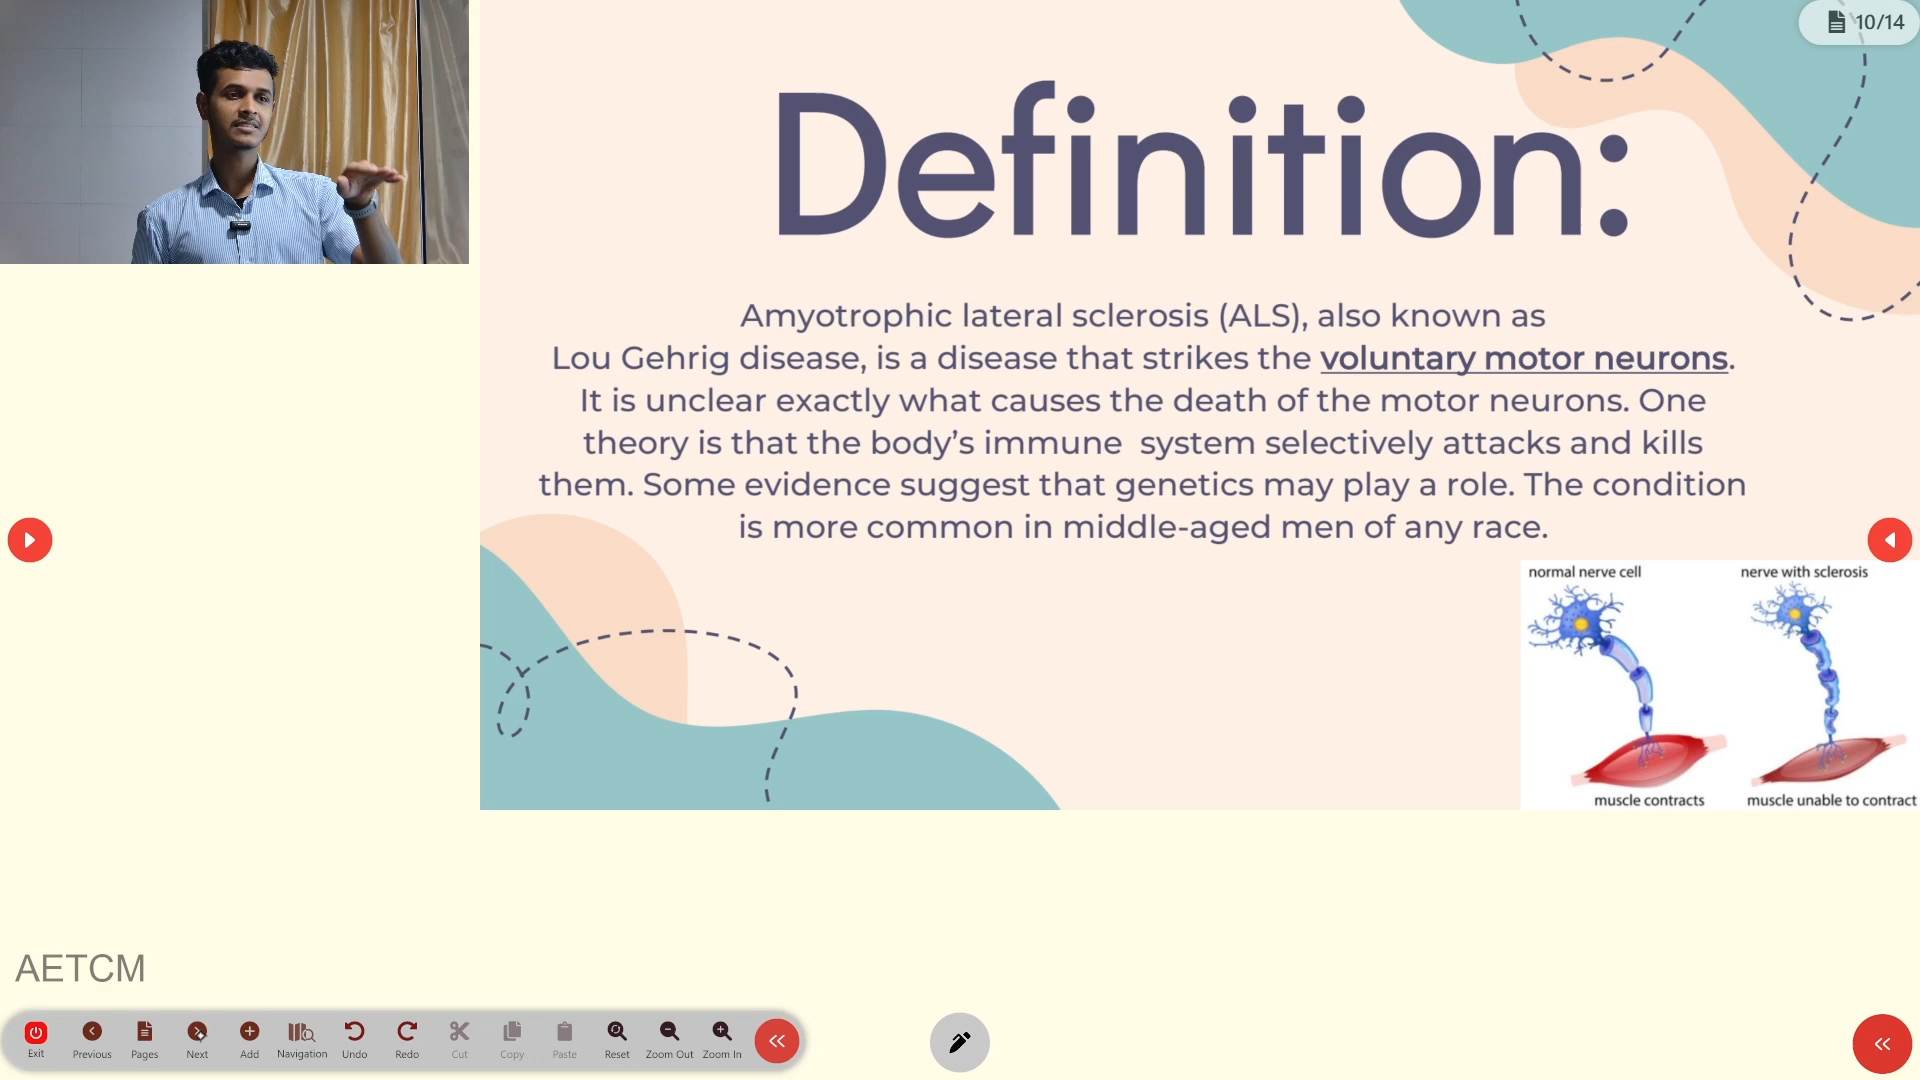 10/14
Definition:
Amyotrophic lateral sclerosis (ALS), also known as
Lou Gehrig disease, is a disease that strikes the voluntary motor neurons.
It is unclear exactly what causes the death of the motor neurons. One
theory is that the body’s immune  system selectively attacks and kills
them. Some evidence suggest that genetics may play a role. The condition
is more common in middle-aged men of any race.
normal nerve cell
nerve with sclerosis
muscle contracts
muscle unable to contract
AETCM
Exit
Previous
Pages
Next
Add
Navigation
Undo
Redo
Cut
Copy
Paste
Reset
Zoom Out
Zoom In